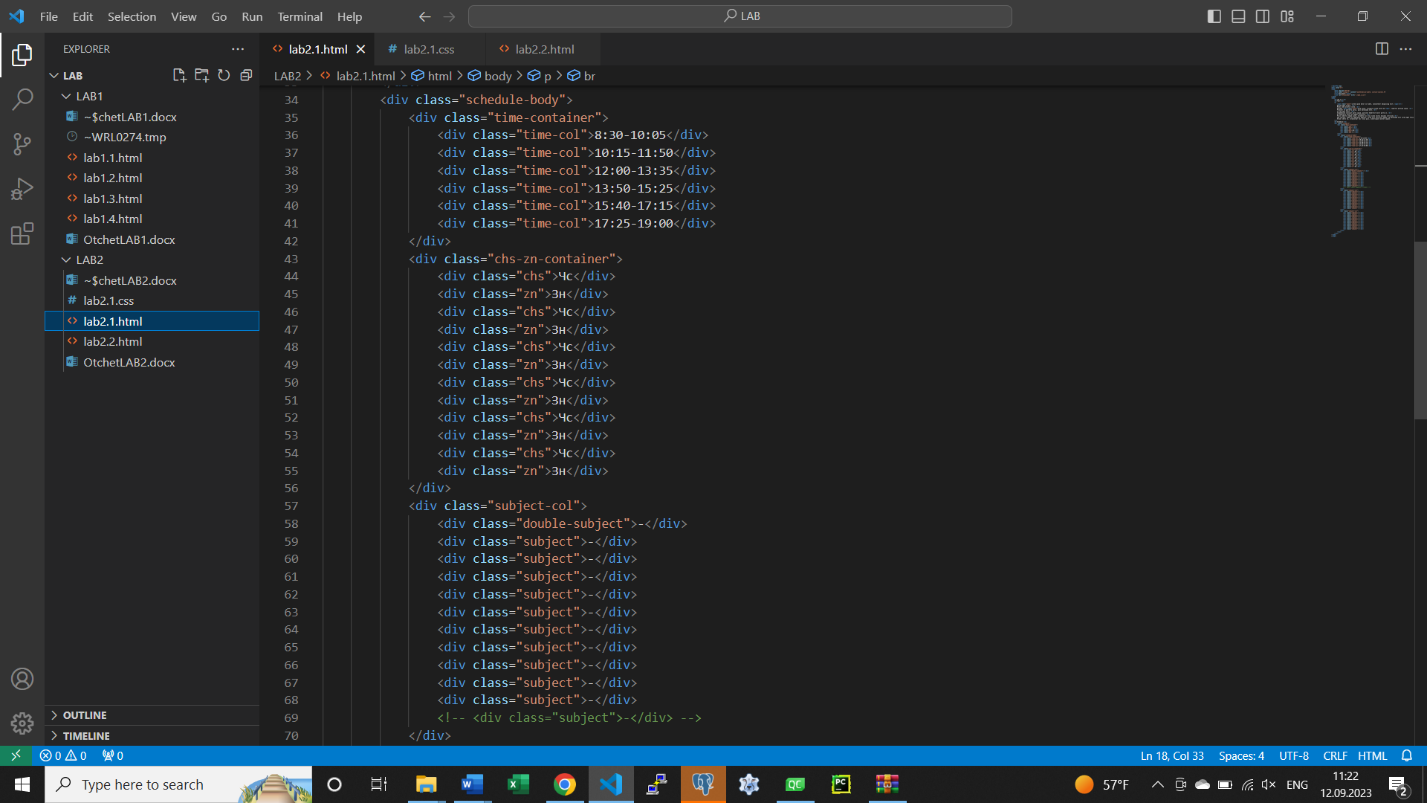 File Edit Selection View Go Run Terminal Help LAB
EXPLORER
lab2.1.html lab2.1.css lab2.2.html
LAB
LAB2 > lab2.1.html > html > body > p > br
LAB1
~$chetLAB1.docx
~WRL0274.tmp
lab1.1.html
lab1.2.html
lab1.3.html
lab1.4.html
OtchetLAB1.docx
LAB2
~$chetLAB2.docx
lab2.1.css
lab2.1.html
lab2.2.html
OtchetLAB2.docx
OUTLINE
TIMELINE
34 <div class="schedule-body">
35 <div class="time-container">
36 <div class="time-col">8:30-10:05</div>
37 <div class="time-col">10:15-11:50</div>
38 <div class="time-col">12:00-13:35</div>
39 <div class="time-col">13:50-15:25</div>
40 <div class="time-col">15:40-17:15</div>
41 <div class="time-col">17:25-19:00</div>
42 </div>
43 <div class="chs-zn-container">
44 <div class="chs">Чс</div>
45 <div class="zn">Зн</div>
46 <div class="chs">Чс</div>
47 <div class="zn">Зн</div>
48 <div class="chs">Чс</div>
49 <div class="zn">Зн</div>
50 <div class="chs">Чс</div>
51 <div class="zn">Зн</div>
52 <div class="chs">Чс</div>
53 <div class="zn">Зн</div>
54 <div class="chs">Чс</div>
55 <div class="zn">Зн</div>
56 </div>
57 <div class="subject-col">
58 <div class="double-subject">-</div>
59 <div class="subject">-</div>
60 <div class="subject">-</div>
61 <div class="subject">-</div>
62 <div class="subject">-</div>
63 <div class="subject">-</div>
64 <div class="subject">-</div>
65 <div class="subject">-</div>
66 <div class="subject">-</div>
67 <div class="subject">-</div>
68 <div class="subject">-</div>
69 <!-- <div class="subject">-</div> -->
70 </div>
0 0 0 Ln 18, Col 33 Spaces: 4 UTF-8 CRLF HTML
Type here to search 57°F ENG 11:22
12.09.2023 2